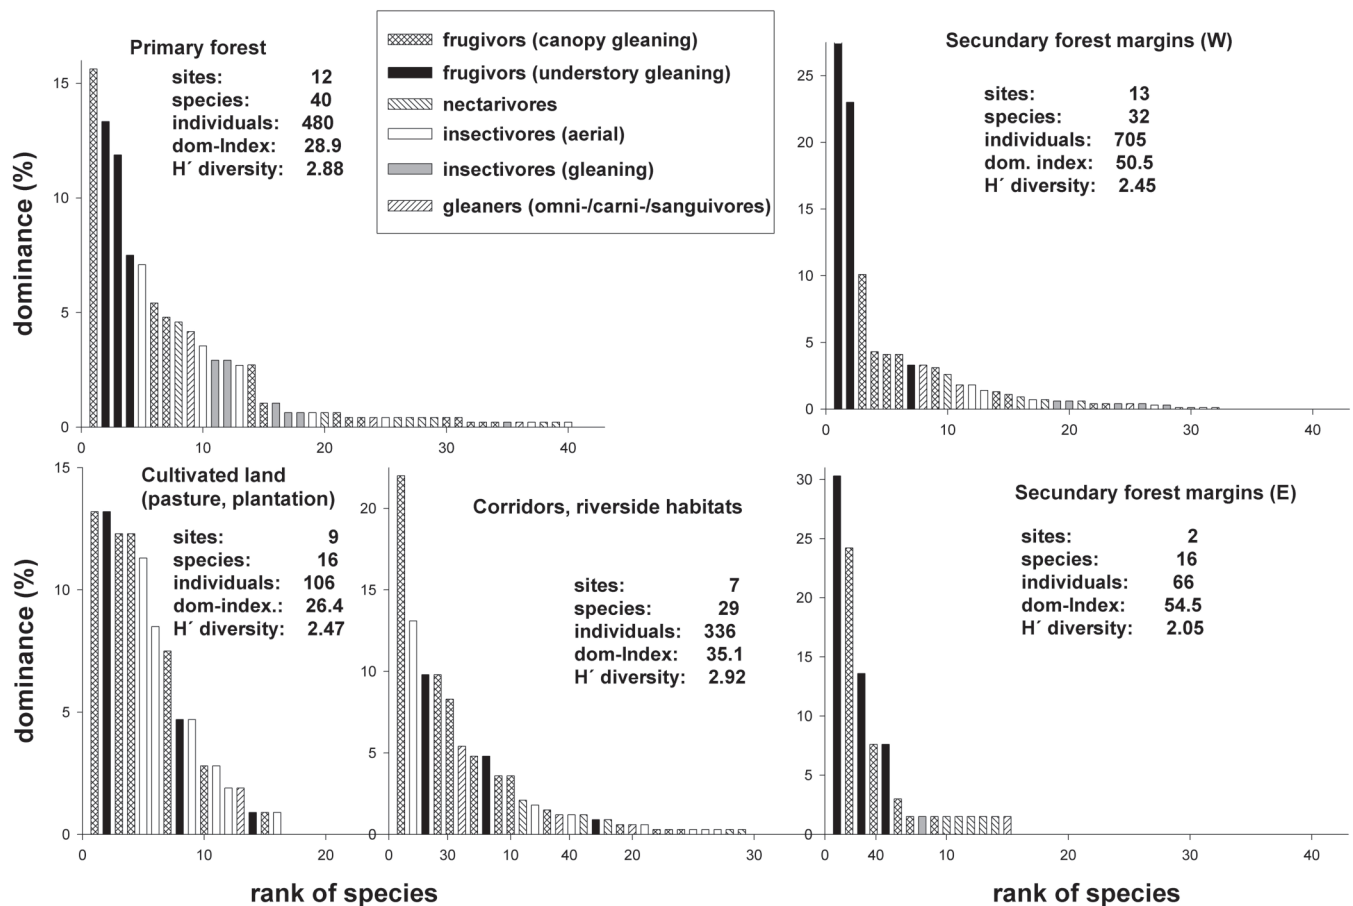 Primary forest
sites: 12
species: 40
individuals: 480
dom-Index: 28.9
H´ diversity: 2.88
15
10
5
0
0 10 20 30 40
dominance (%)
frugivors (canopy gleaning)
frugivors (understory gleaning)
nectarivores
insectivores (aerial)
insectivores (gleaning)
gleaners (omni-/carni-/sanguivores)
Secundary forest margins (W)
sites: 13
species: 32
individuals: 705
dom. index: 50.5
H´ diversity: 2.45
25
20
15
10
5
0
0 10 20 30 40
Cultivated land
(pasture, plantation)
sites: 9
species: 16
individuals: 106
dom-index.: 26.4
H´ diversity: 2.47
15
10
5
0
0 10 20
dominance (%)
rank of species
Corridors, riverside habitats
sites: 7
species: 29
individuals: 336
dom-Index: 35.1
H´ diversity: 2.92
20
15
10
5
0
0 30 10 40 20 30
Secundary forest margins (E)
sites: 2
species: 16
individuals: 66
dom-Index: 54.5
H´ diversity: 2.05
30
25
20
15
10
5
0
0 40 10 20 30 40
rank of species